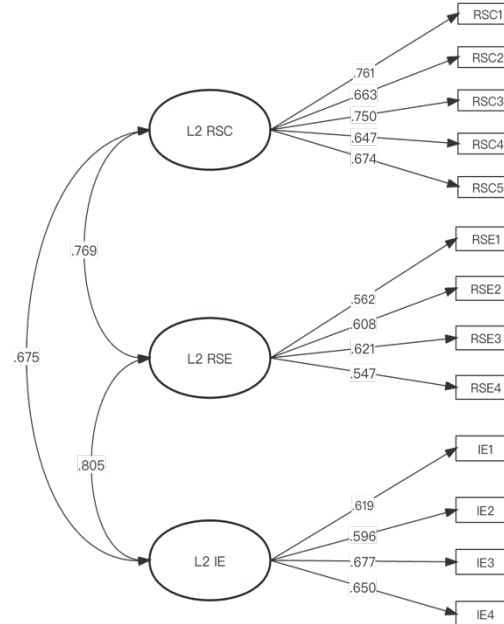 RSC1
RSC2
.761
.663
RSC3
.750
L2 RSC
RSC4
.647
.674
RSC5
RSE1
.769
RSE2
.562
.608
RSE3
.621
.675
L2 RSE
.547
RSE4
IE1
.805
.619
IE2
.596
L2 IE
.677
IE3
.650
IE4